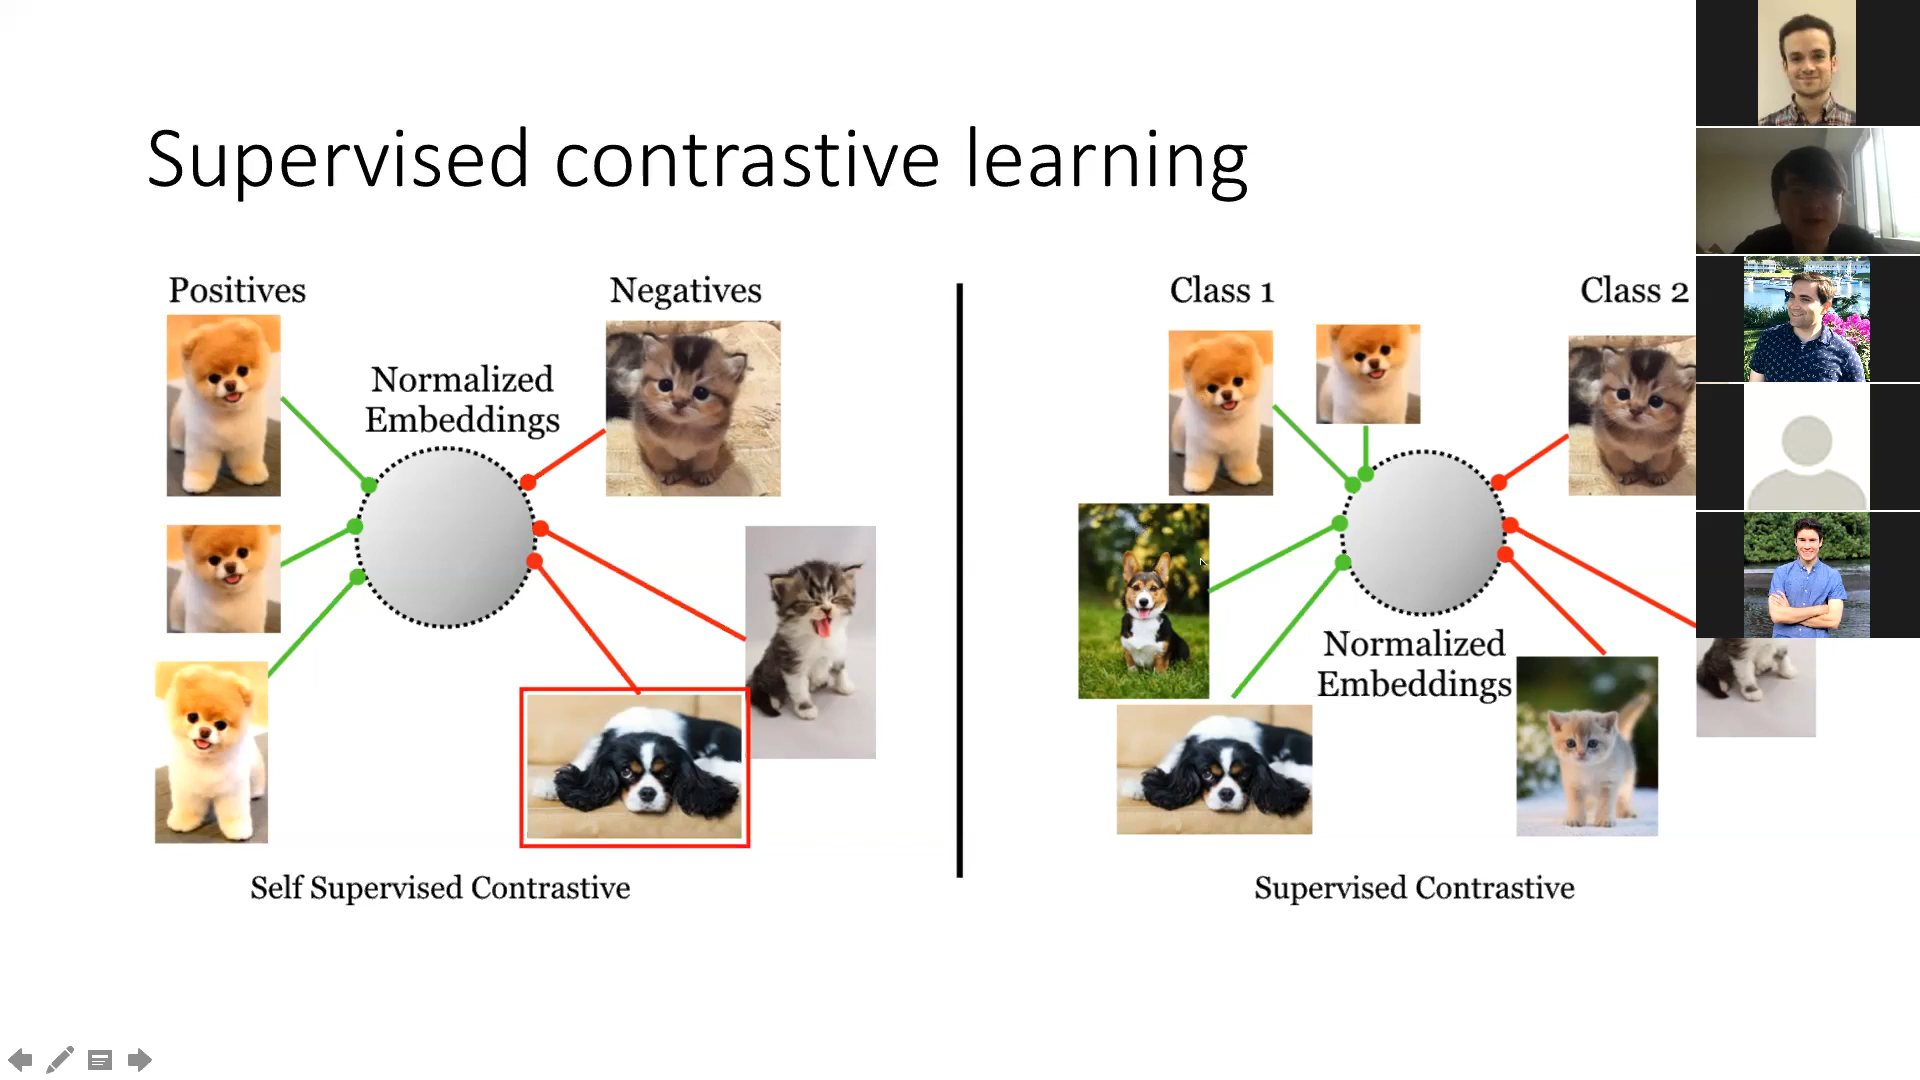 Supervised contrastive learning
Positives
Negatives
Normalized
Embeddings
Self Supervised Contrastive
Class 1
Class 2
Normalized
Embeddings
Supervised Contrastive